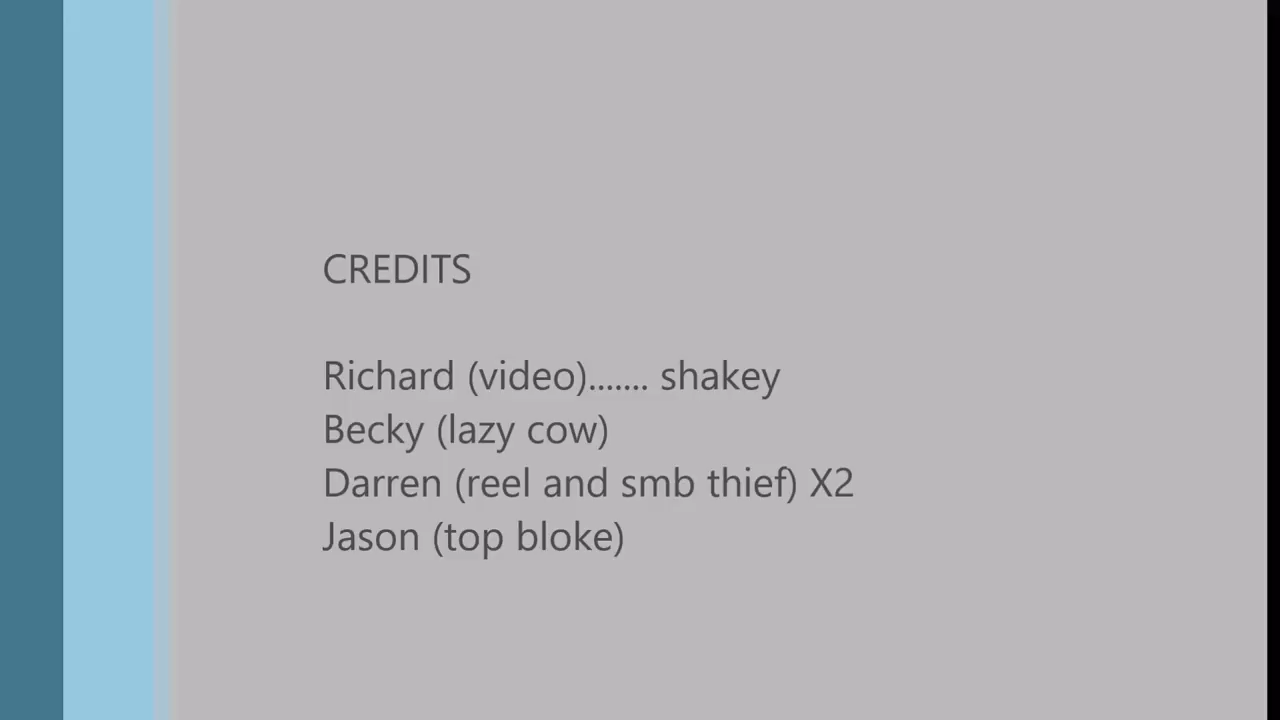 CREDITS
Richard (video)....... shakey
Becky (lazy cow)
Darren (reel and smb thief) X2
Jason (top bloke)